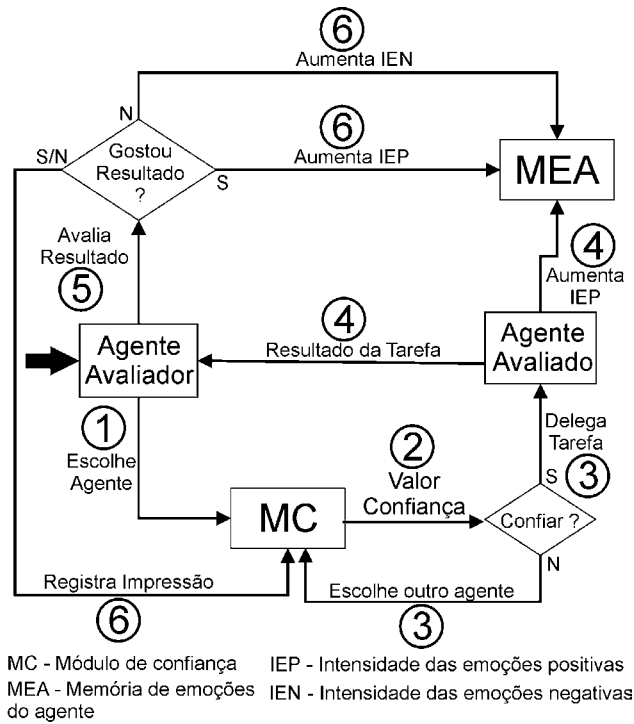 6
Aumenta IEN
N
S/N
Gostou
Resultado
?
S
6
Aumenta IEP
MEA
Avalia
Resultado
5
4
Aumenta
IEP
4
Resultado da Tarefa
Agente
Avaliador
Agente
Avaliado
1
Escolhe
Agente
2
Valor
Confiança
Delega
Tarefa
S
3
MC
Confiar ?
N
Registra Impressão
6
Escolhe outro agente
3
MC - Módulo de confiança
IEP - Intensidade das emoções positivas
MEA - Memória de emoções
do agente
IEN - Intensidade das emoções negativas